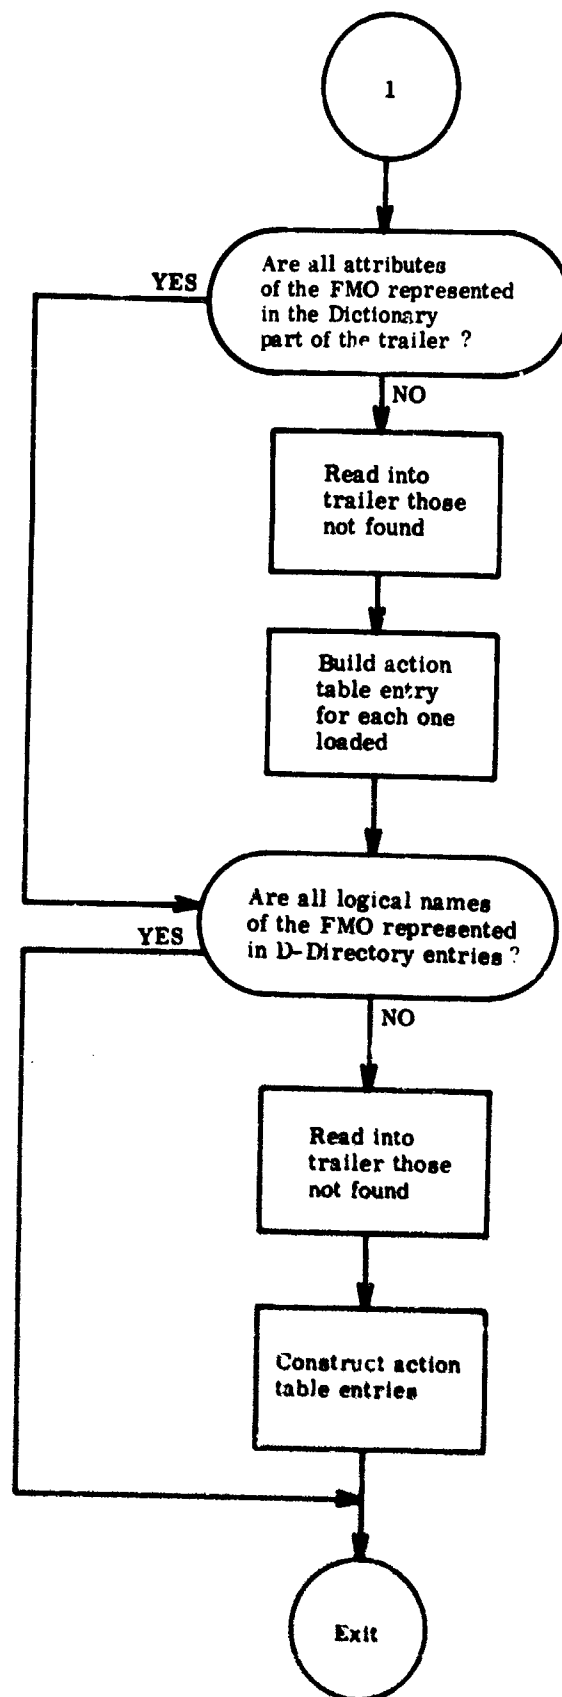 1
Are all attributes
YES
of the FMO represented
in the Dictionary
part of the trailer ?
NO
Read into
trailer those
not found
Build action
table entry
for each one
loaded
Are all logical names
of the FMO represented
YES
in D-Directory entries ?
NO
Read into
trailer those
not found
Construct action
table entries
Exit